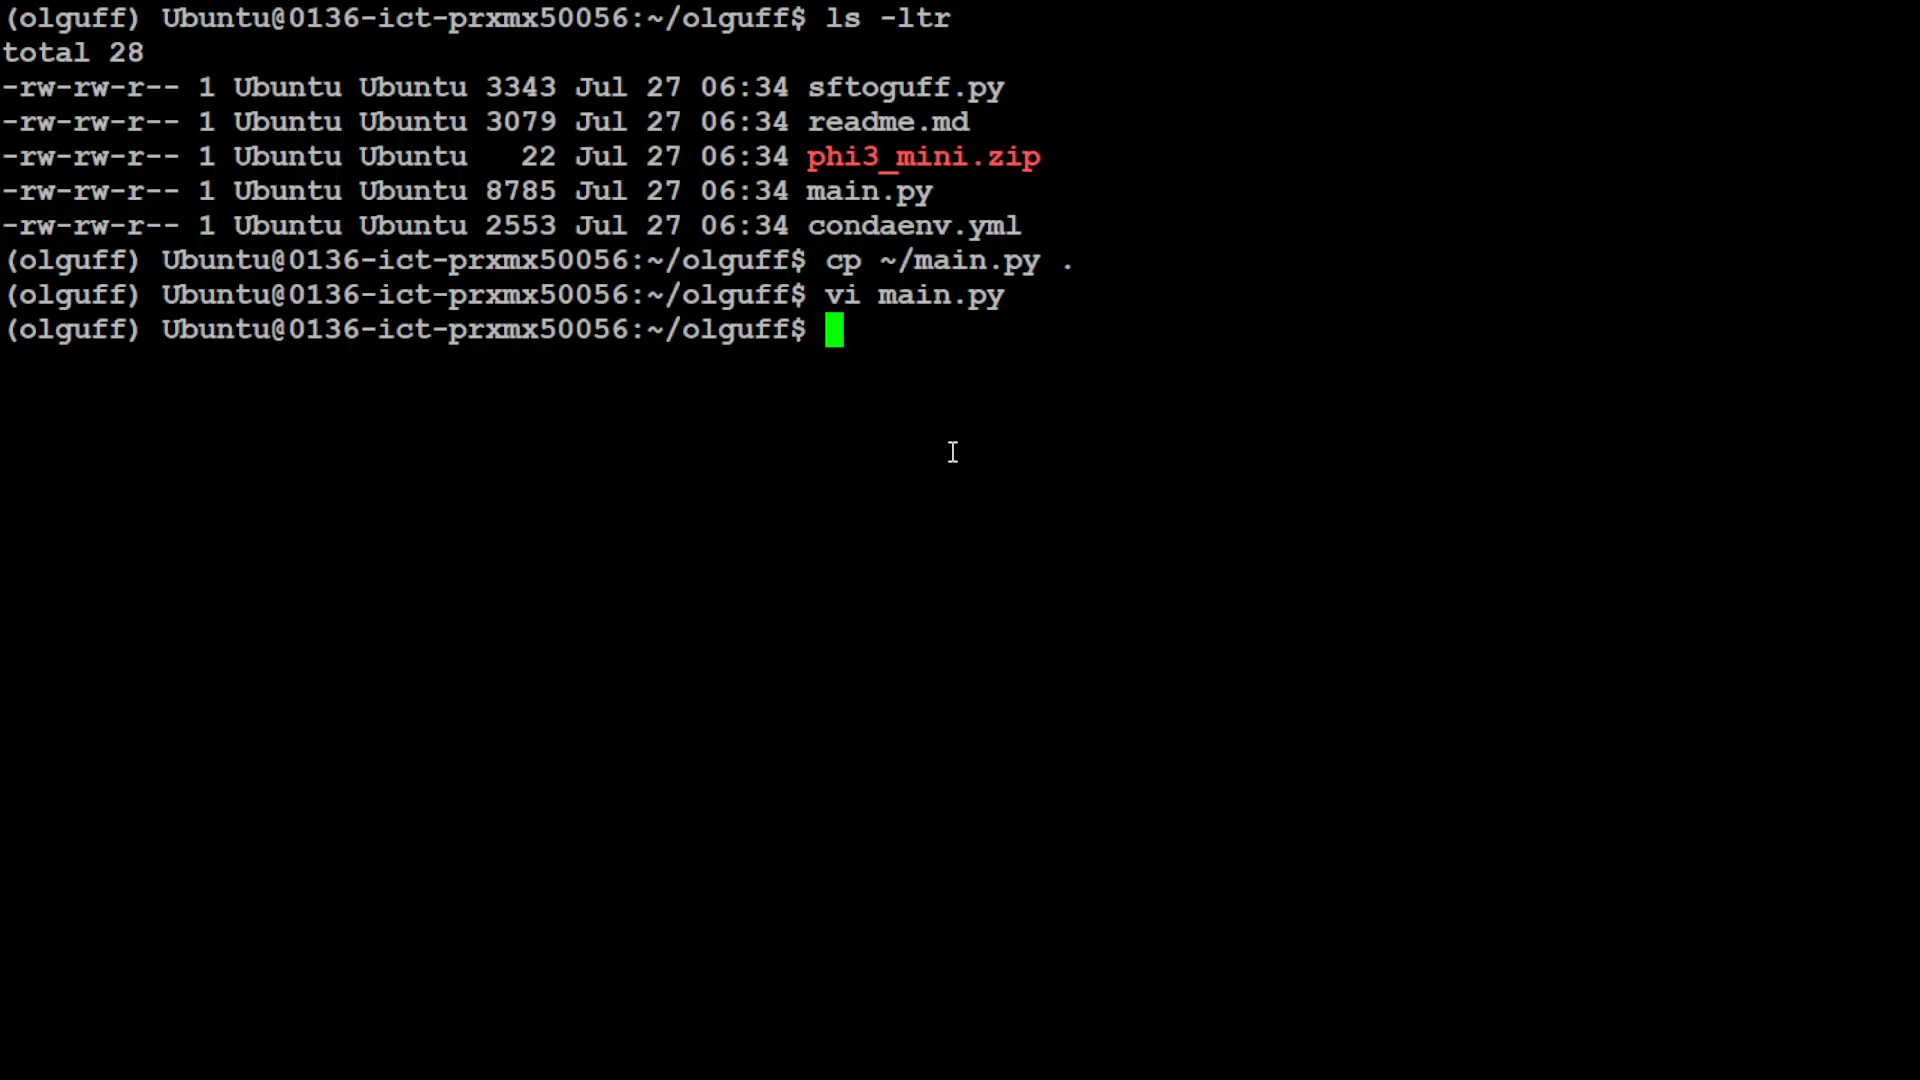 (olguff) Ubuntu@0136-ict-prxmx50056:~/olguff$ ls -ltr
total 28
-rw-rw-r-- 1 Ubuntu Ubuntu 3343 Jul 27 06:34 sftoguff.py
-rw-rw-r-- 1 Ubuntu Ubuntu 3079 Jul 27 06:34 readme.md
-rw-rw-r-- 1 Ubuntu Ubuntu   22 Jul 27 06:34 phi3_mini.zip
-rw-rw-r-- 1 Ubuntu Ubuntu 8785 Jul 27 06:34 main.py
-rw-rw-r-- 1 Ubuntu Ubuntu 2553 Jul 27 06:34 condaenv.yml
(olguff) Ubuntu@0136-ict-prxmx50056:~/olguff$ cp ~/main.py .
(olguff) Ubuntu@0136-ict-prxmx50056:~/olguff$ vi main.py
(olguff) Ubuntu@0136-ict-prxmx50056:~/olguff$